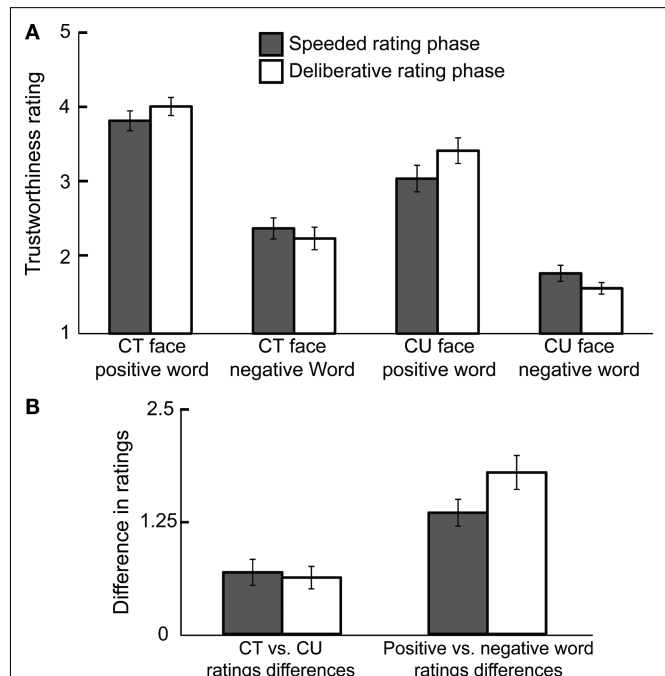 A
5
4
3
2
1
Trustworthiness rating
Speeded rating phase
Deliberative rating phase
CT face
positive word
CT face
negative Word
CU face
positive word
CU face
negative word
B
2.5
1.25
0
Difference in ratings
CT vs. CU
ratings differences
Positive vs. negative word
ratings differences